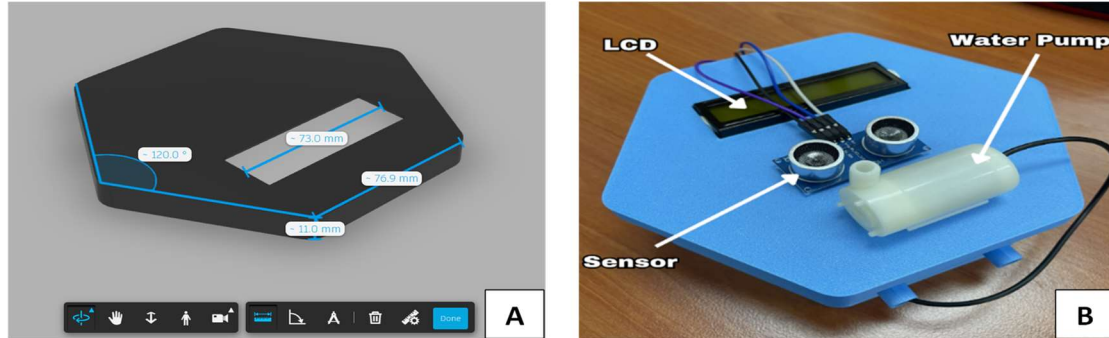 ~ 73.0 mm
~ 120.0 °
~ 76.9 mm
~ 11.0 mm
Done
A
LCD
Water Pump
Sensor
B